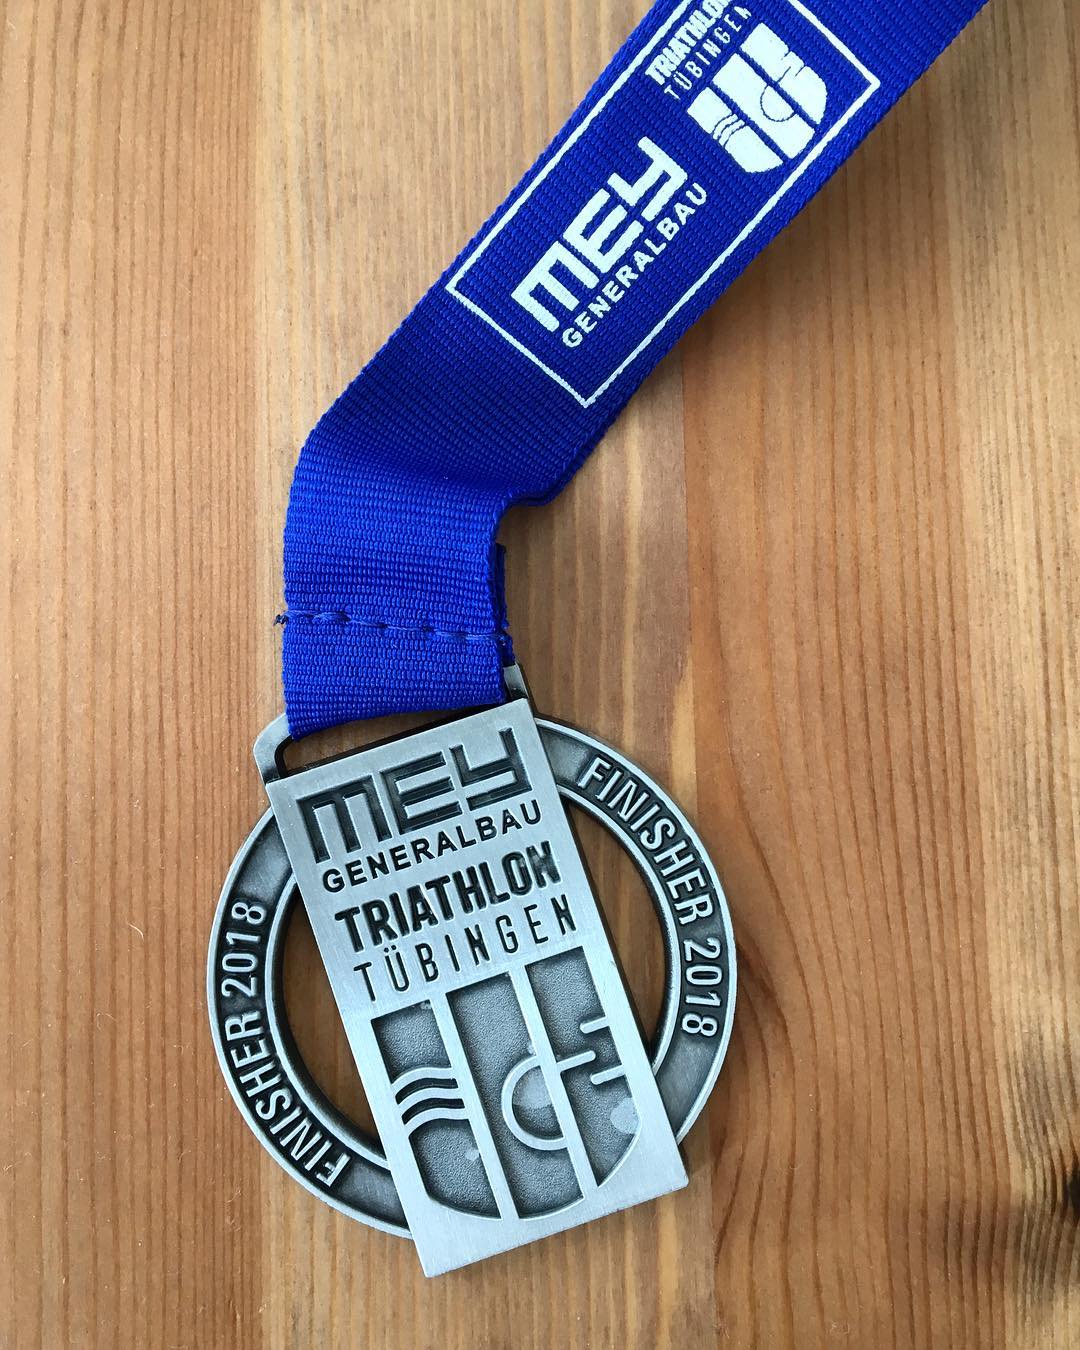 TRIATHLON
TÜBINGEN
MEY
GENERALBAU
MEY
GENERALBAU
TRIATHLON
TÜBINGEN
FINISHER 2018
FINISHER 2018